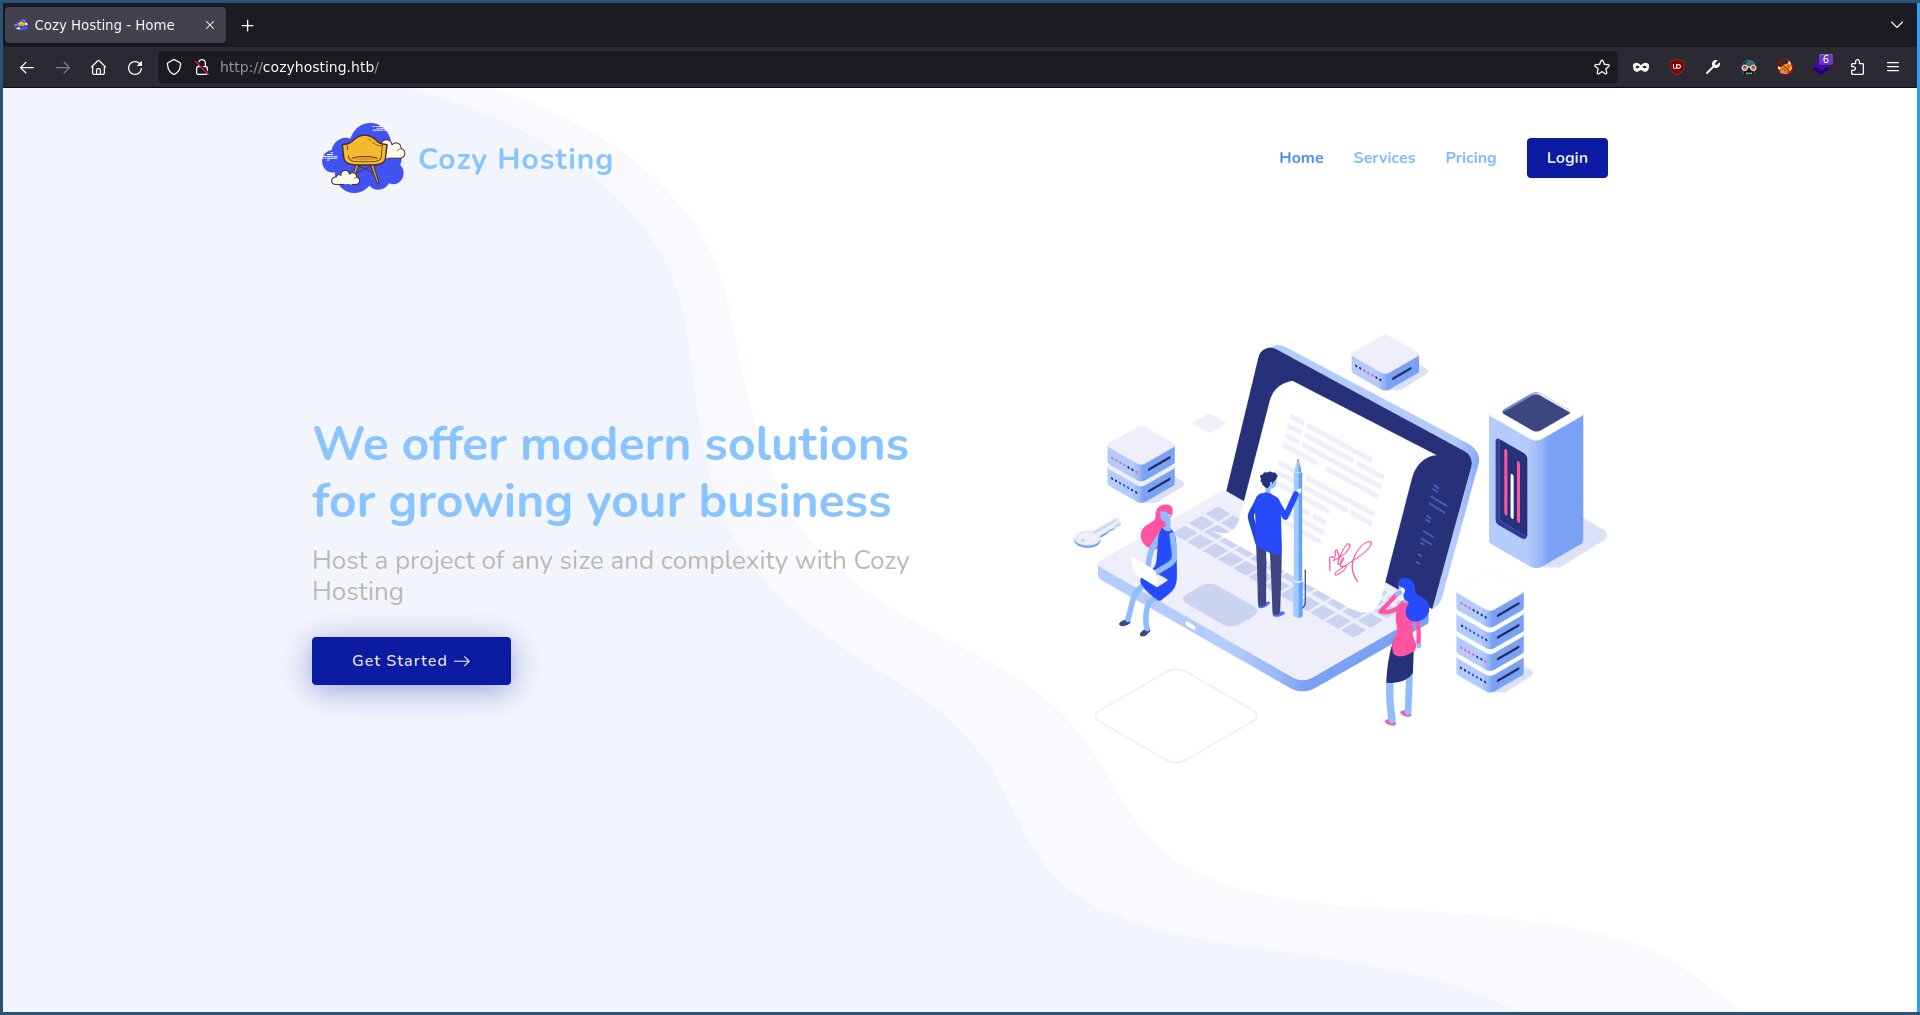 Cozy Hosting - Home
http://cozyhosting.htb/
6
Cozy Hosting
Home Services Pricing Login
We offer modern solutions
for growing your business
Host a project of any size and complexity with Cozy
Hosting
Get Started →